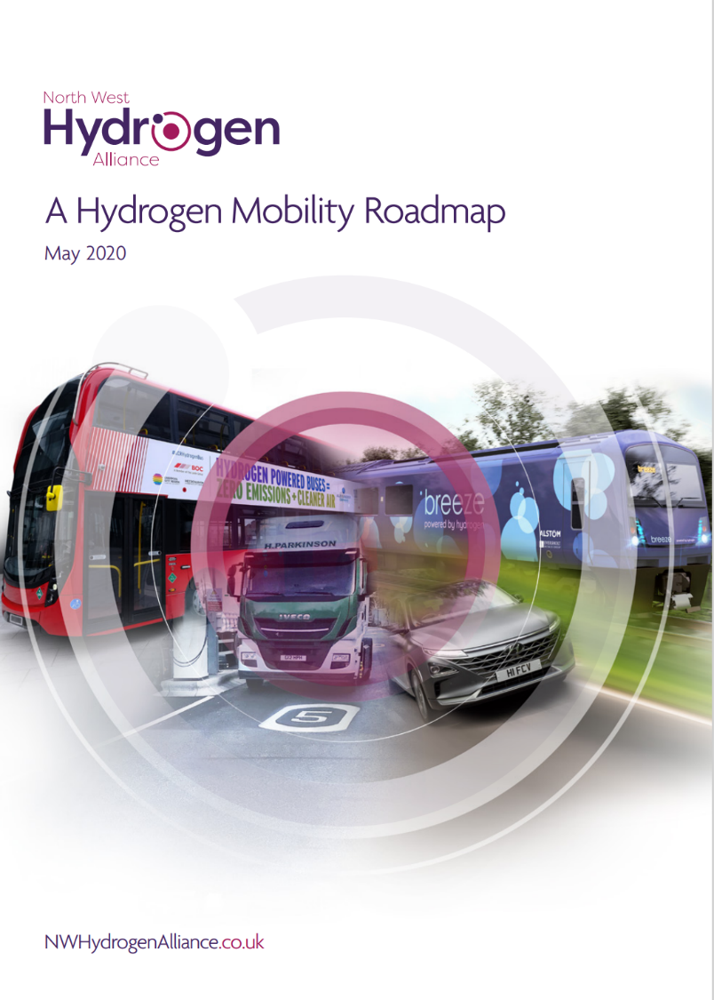 North West
Hydrogen
Alliance
A Hydrogen Mobility Roadmap
May 2020
BOC
HYDROGEN POWERED BUSES =
ZERO EMISSIONS + CLEANER AIR
H.PARKINSON
IVECO
5
breeze
powered by hydrogen
ALSTOM
breeze
breeze
H1 FCV
NWHydrogenAlliance.co.uk